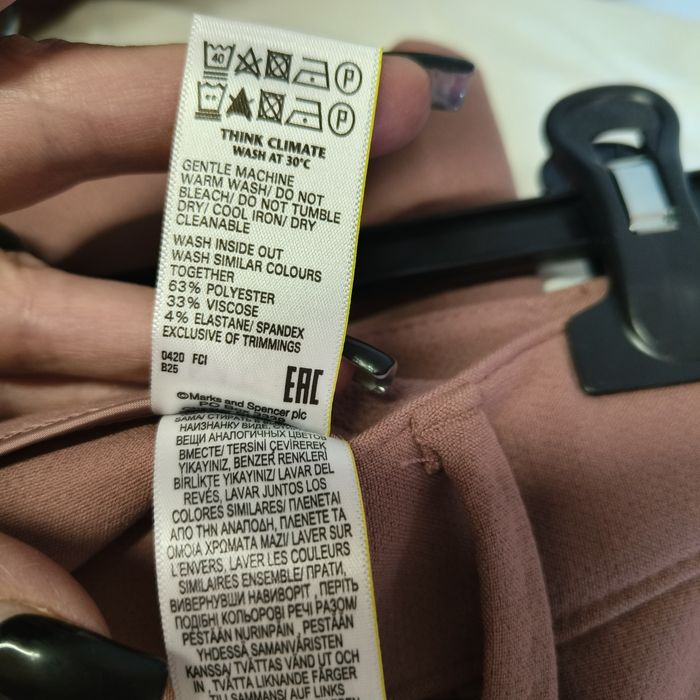 40 P
P
THINK CLIMATE
WASH AT 30°C
GENTLE MACHINE
WARM WASH/ DO NOT
BLEACH/ DO NOT TUMBLE
DRY/ COOL IRON/ DRY
CLEANABLE
WASH INSIDE OUT
WASH SIMILAR COLOURS
TOGETHER
63% POLYESTER
33% VISCOSE
4% ELASTANE/ SPANDEX
EXCLUSIVE OF TRIMMINGS
0420 FCI
B25
EAC
©Marks and Spencer plc
НАИЗНАНКУ ВИДЕ,
ВЕЩИ АНАЛОГИЧНЫХ ЦВЕТОВ
ВМЕСТЕ/ TERSİNİ ÇEVİREREK
YIKAYINIZ, BENZER RENKLERİ
BİRLİKTE YIKAYINIZ/ LAVAR DEL
REVÉS, LAVAR JUNTOS LOS
COLORES SIMILARES/ ΠΛΕΝΕΤΑΙ
ΑΠΟ ΤΗΝ ΑΝΑΠΟΔΗ, ΠΛΕΝΕΤΕ ΤΑ
ΟΜΟΙΑ ΧΡΩΜΑΤΑ ΜΑΖΙ/ LAVER SUR
L'ENVERS, LAVER LES COULEURS
SIMILAIRES ENSEMBLE/ ПРАТИ,
ВИВЕРНУВШИ НАВИВОРІТ , ПЕРІТЬ
ПОДІБНІ КОЛЬОРОВІ РЕЧІ РАЗОМ/
PESTÄÄN NURINPÄIN , PESTÄÄN
YHDESSÄ SAMANVÄRISTEN
KANSSA/ TVÄTTAS VÄND UT OCH
IN , TVÄTTA LIKNANDE FÄRGER
TILLSAMMANS/ AUF LINKS